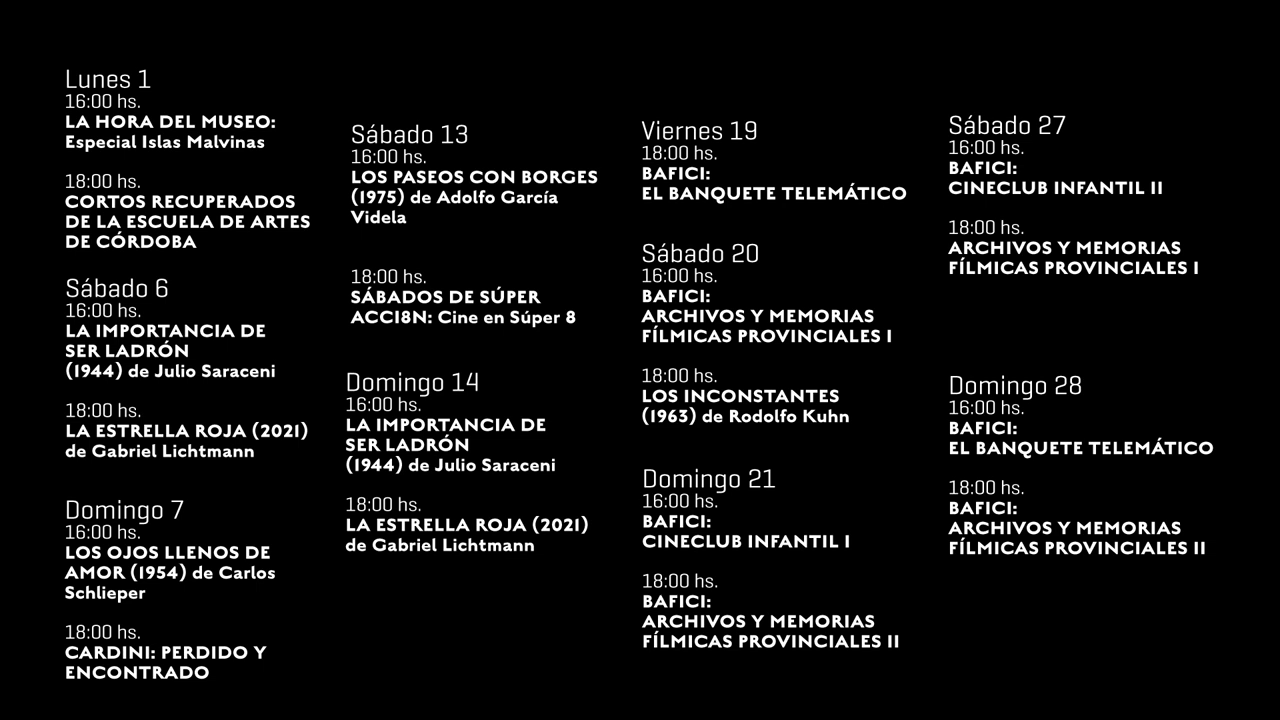 Lunes 1
16:00 hs.
LA HORA DEL MUSEO:
Especial Islas Malvinas
18:00 hs.
CORTOS RECUPERADOS
DE LA ESCUELA DE ARTES
DE CÓRDOBA
Sábado 6
16:00 hs.
LA IMPORTANCIA DE
SER LADRÓN
(1944) de Julio Saraceni
18:00 hs.
LA ESTRELLA ROJA (2021)
de Gabriel Lichtmann
Domingo 7
16:00 hs.
LOS OJOS LLENOS DE
AMOR (1954) de Carlos
Schlieper
18:00 hs.
CARDINI: PERDIDO Y
ENCONTRADO
Sábado 13
16:00 hs.
LOS PASEOS CON BORGES
(1975) de Adolfo García
Videla
18:00 hs.
SÁBADOS DE SÚPER
ACCI8N: Cine en Súper 8
Domingo 14
16:00 hs.
LA IMPORTANCIA DE
SER LADRÓN
(1944) de Julio Saraceni
18:00 hs.
LA ESTRELLA ROJA (2021)
de Gabriel Lichtmann
Viernes 19
18:00 hs.
BAFICI:
EL BANQUETE TELEMÁTICO
Sábado 20
16:00 hs.
BAFICI:
ARCHIVOS Y MEMORIAS
FÍLMICAS PROVINCIALES I
18:00 hs.
LOS INCONSTANTES
(1963) de Rodolfo Kuhn
Domingo 21
16:00 hs.
BAFICI:
CINECLUB INFANTIL I
18:00 hs.
BAFICI:
ARCHIVOS Y MEMORIAS
FÍLMICAS PROVINCIALES II
Sábado 27
16:00 hs.
BAFICI:
CINECLUB INFANTIL II
18:00 hs.
ARCHIVOS Y MEMORIAS
FÍLMICAS PROVINCIALES I
Domingo 28
16:00 hs.
BAFICI:
EL BANQUETE TELEMÁTICO
18:00 hs.
BAFICI:
ARCHIVOS Y MEMORIAS
FÍLMICAS PROVINCIALES II